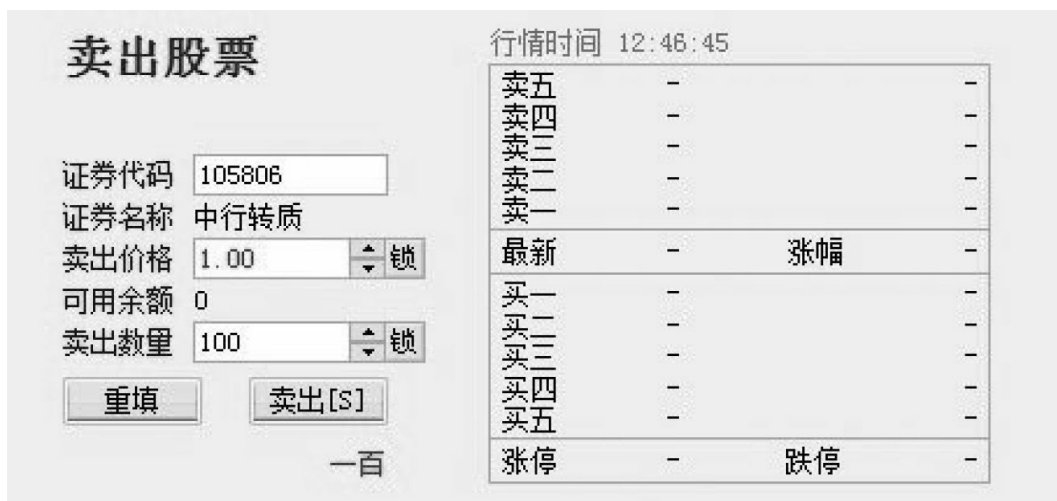 卖出股票
证券代码 105806
证券名称 中行转质
卖出价格 1.00 锁
可用余额 0
卖出数量 100 锁
重填 卖出[S]
一百
行情时间 12:46:45
卖五 - -
卖四 - -
卖三 - -
卖二 - -
卖一 - -
最新 - 涨幅 -
买一 - -
买二 - -
买三 - -
买四 - -
买五 - -
涨停 - 跌停 -